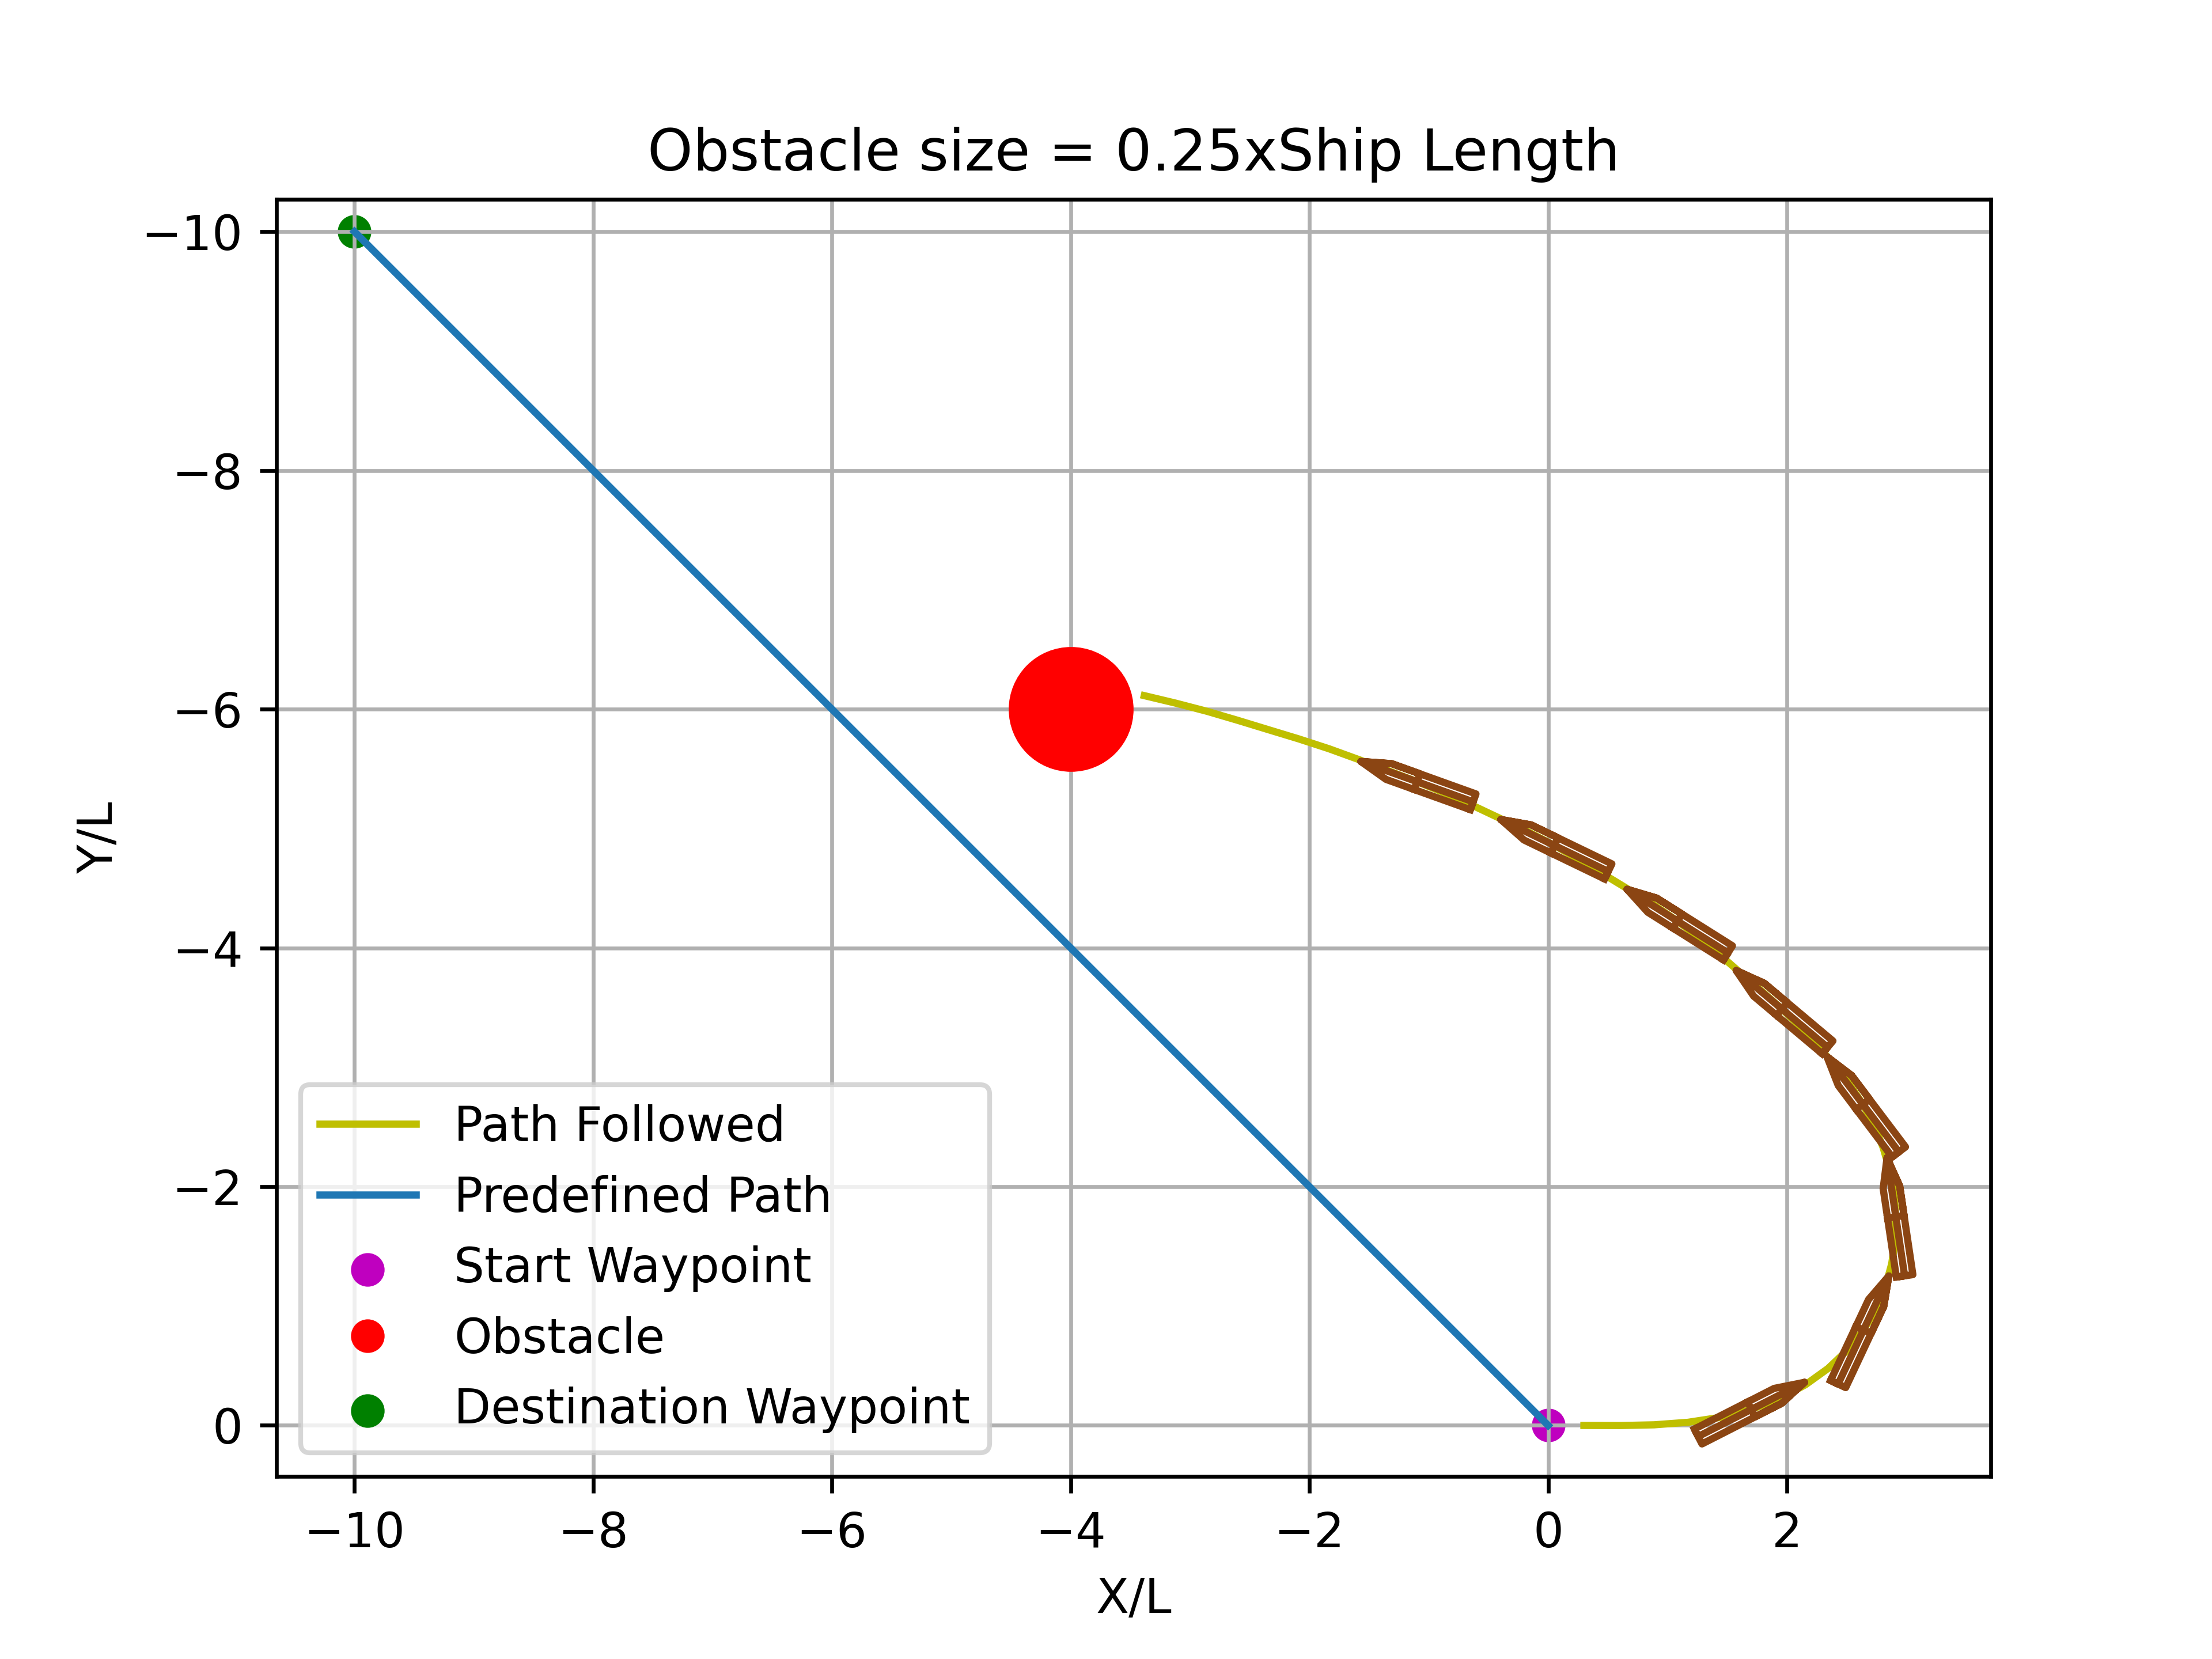 Obstacle size = 0.25xShip Length
−10
−8
−6
−4
−2
0
Y/L
Path Followed
Predefined Path
Start Waypoint
Obstacle
Destination Waypoint
−10 −8 −6 −4 −2 0 2
X/L